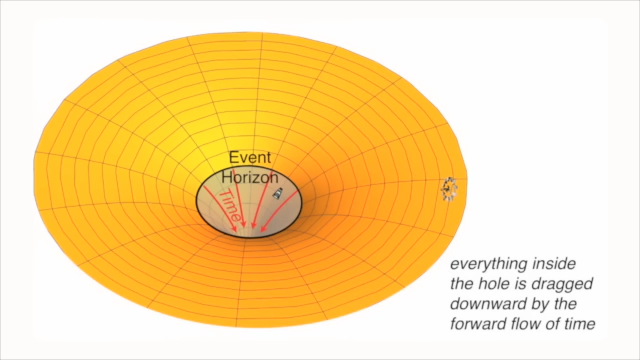 Event
Horizon
Time
everything inside
the hole is dragged
downward by the
forward flow of time